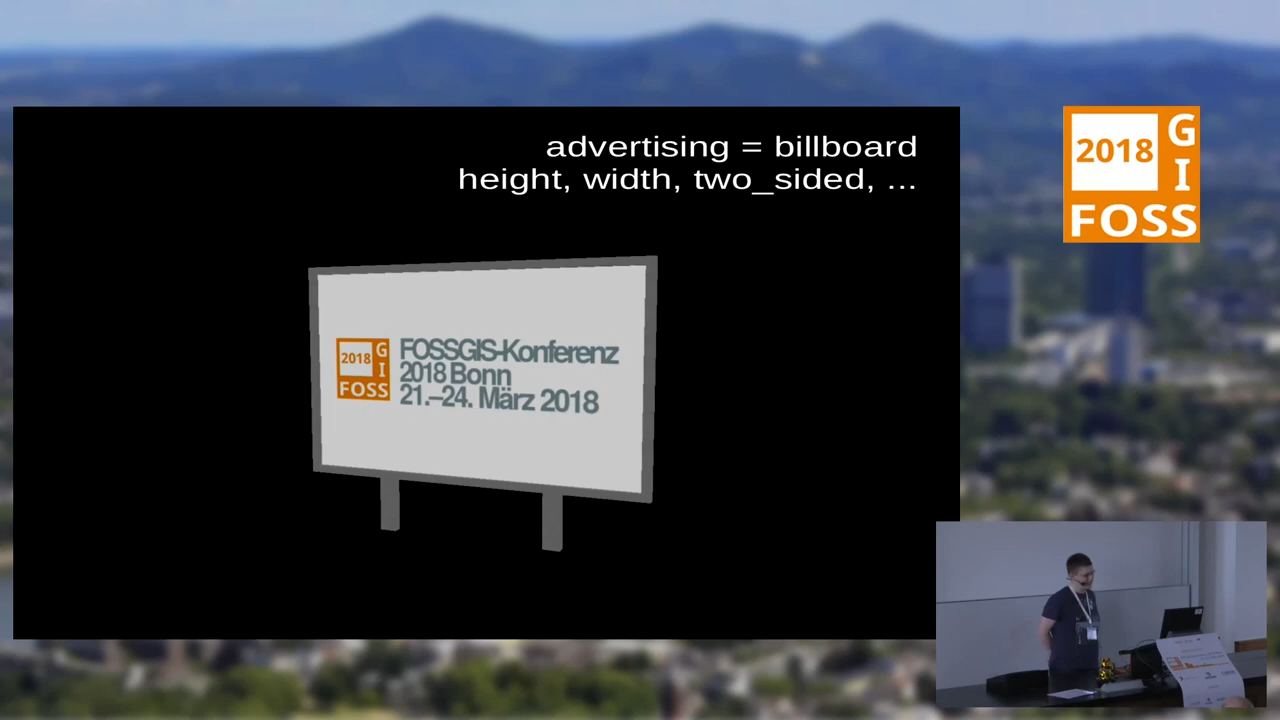 advertising = billboard
height, width, two_sided, ...
2018
G
I
FOSS
FOSSGIS-Konferenz
2018 Bonn
21.–24. März 2018
2018
G
I
FOSS